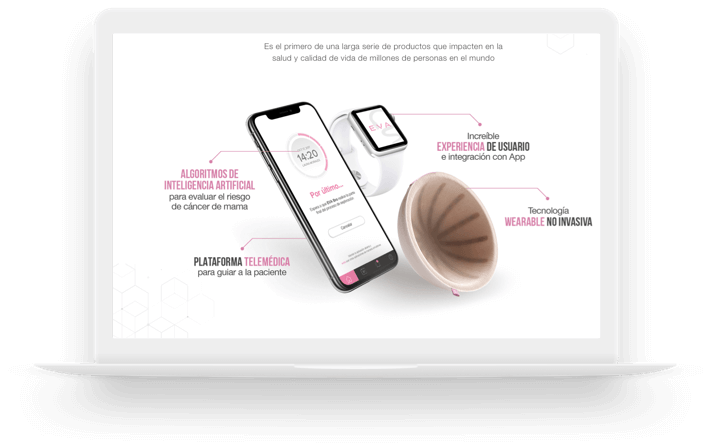 Es el primero de una larga serie de productos que impacten en la
salud y calidad de vida de millones de personas en el mundo
Increíble
EXPERIENCIA DE USUARIO
e integración con App
EVA
14:20
ALGORITMOS DE
INTELIGENCIA ARTIFICIAL
para evaluar el riesgo
de cáncer de mama
Por último...
Cancelar
Tecnología
WEARABLE NO INVASIVA
PLATAFORMA TELEMÉDICA
para guiar a la paciente